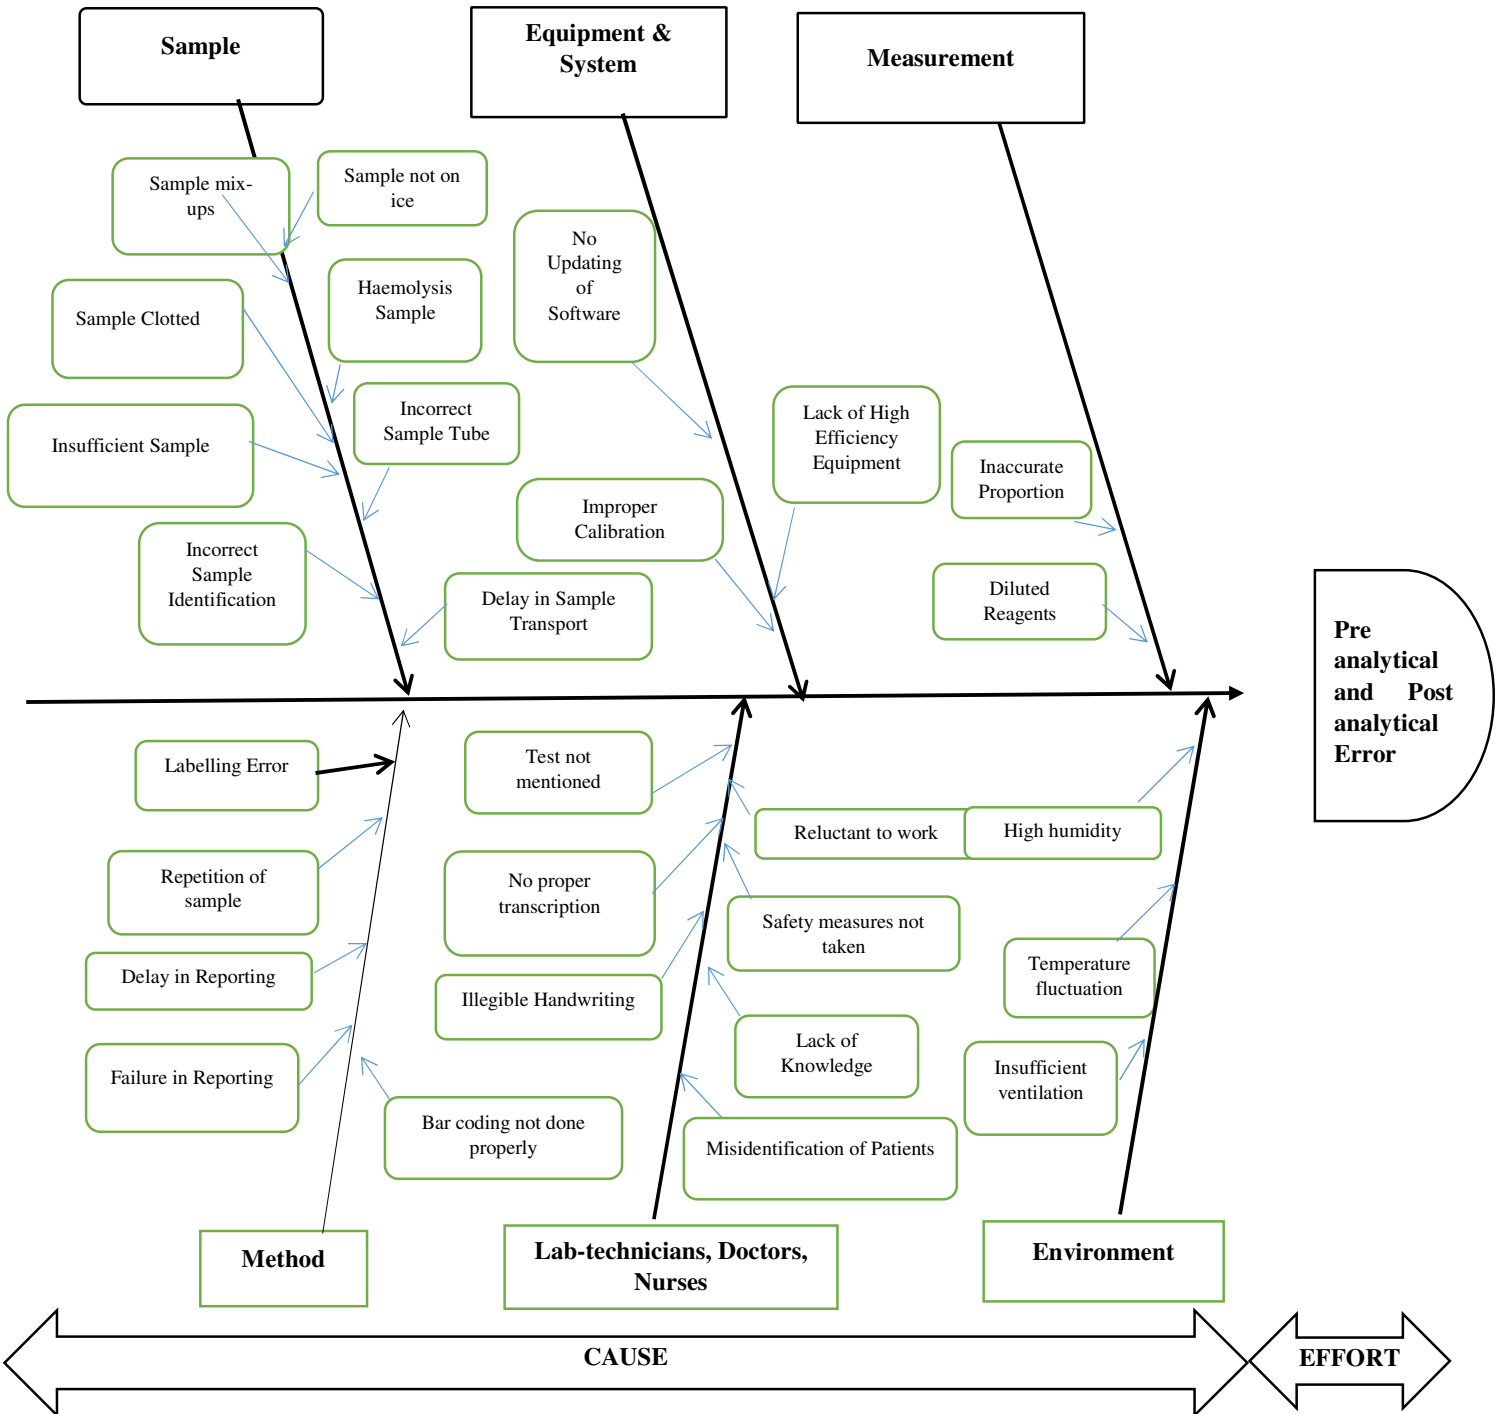 Sample
Equipment &
System
Measurement
Sample mix-
ups
Sample not on
ice
No
Updating
of
Software
Haemolysis
Sample
Sample Clotted
Incorrect
Sample Tube
Lack of High
Efficiency
Equipment
Insufficient Sample
Inaccurate
Proportion
Improper
Calibration
Incorrect
Sample
Identification
Delay in Sample
Transport
Diluted
Reagents
Pre
analytical
and Post
analytical
Error
Labelling Error
Test not
mentioned
Reluctant to work
High humidity
Repetition of
sample
No proper
transcription
Safety measures not
taken
Delay in Reporting
Illegible Handwriting
Temperature
fluctuation
Lack of
Knowledge
Failure in Reporting
Insufficient
ventilation
Bar coding not done
properly
Misidentification of Patients
Method
Lab-technicians, Doctors,
Nurses
Environment
CAUSE
EFFORT